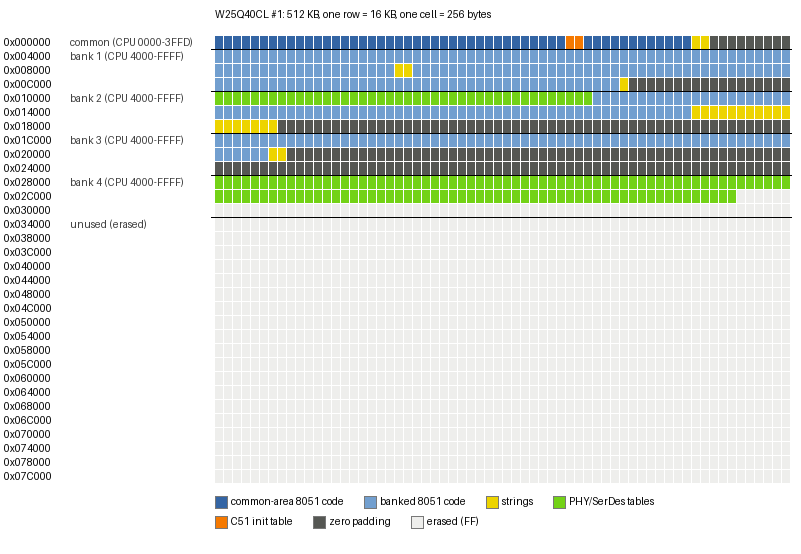 W25Q40CL #1: 512 KB, one row = 16 KB, one cell = 256 bytes
0x000000 common (CPU 0000-3FFD)
0x004000 bank 1 (CPU 4000-FFFF)
0x008000
0x00C000
0x010000 bank 2 (CPU 4000-FFFF)
0x014000
0x018000
0x01C000 bank 3 (CPU 4000-FFFF)
0x020000
0x024000
0x028000 bank 4 (CPU 4000-FFFF)
0x02C000
0x030000
0x034000 unused (erased)
0x038000
0x03C000
0x040000
0x044000
0x048000
0x04C000
0x050000
0x054000
0x058000
0x05C000
0x060000
0x064000
0x068000
0x06C000
0x070000
0x074000
0x078000
0x07C000
common-area 8051 code banked 8051 code strings PHY/SerDes tables
C51 init table zero padding erased (FF)